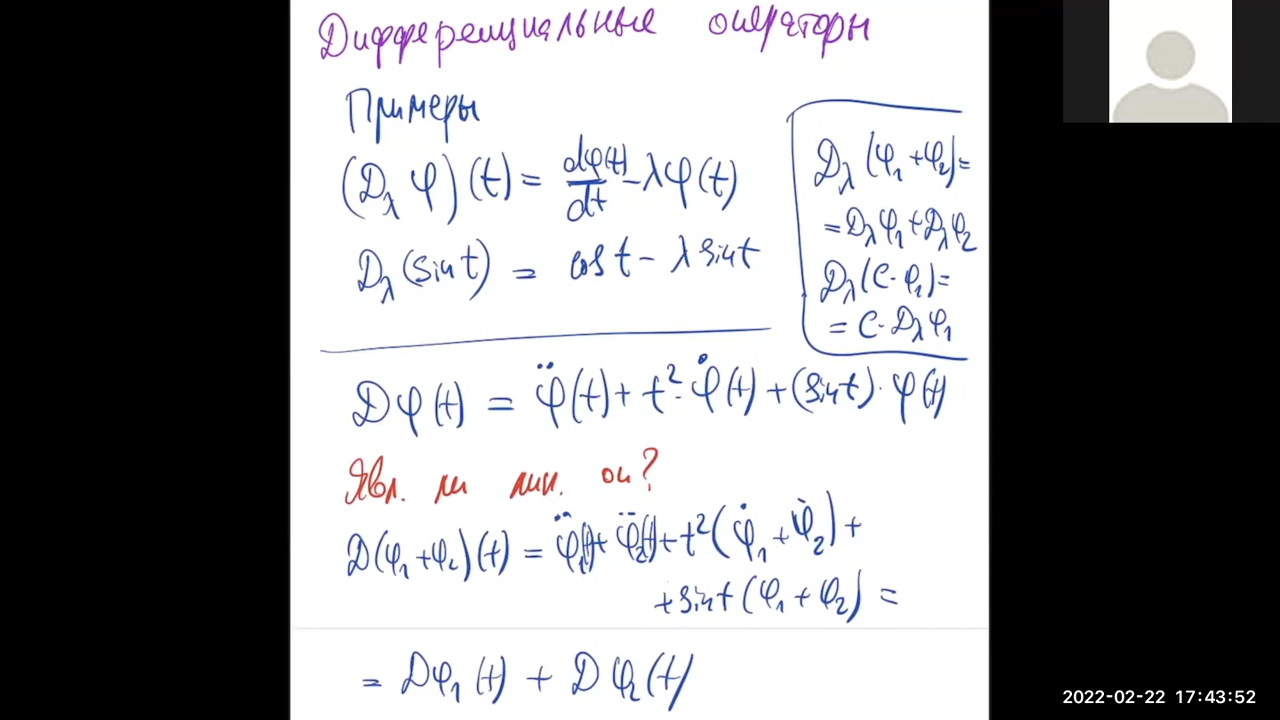 Дифференциальные операторы
Примеры
(D_λ φ)(t) = dφ(t)/dt − λφ(t)
D_λ(sin t) = cos t − λ sin t
D_λ(φ₁+φ₂)=
= D_λφ₁+D_λφ₂
D_λ(C·φ₁)=
= C·D_λφ₁
Dφ(t) = φ̈(t) + t²·φ̇(t) + (sin t)·φ(t)
Явл. ли лин. оп?
D(φ₁+φ₂)(t) = φ̈₁(t)+ φ̈₂(t)+t²(φ̇₁+φ̇₂)+
+sin t(φ₁+φ₂) =
= Dφ₁(t) + Dφ₂(t)
2022-02-22 17:43:52